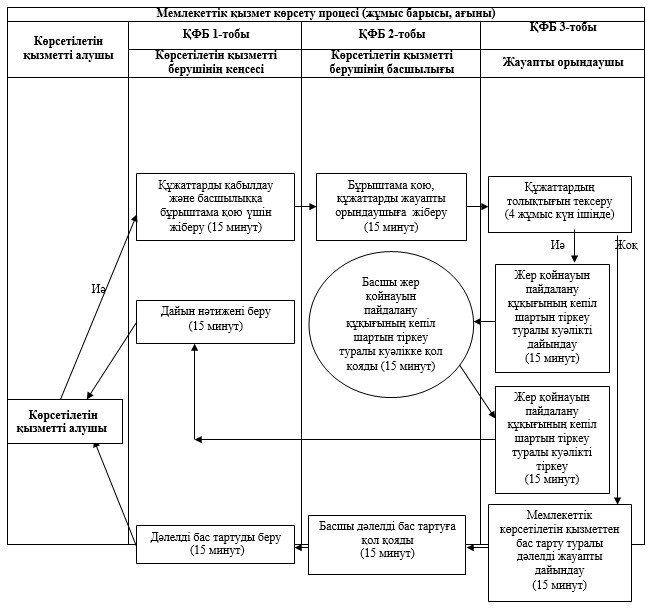 Мемлекеттік қызмет көрсету процесі (жұмыс барысы, ағыны)
Көрсетілетін
қызметті алушы
ҚФБ 1-тобы
ҚФБ 2-тобы
ҚФБ 3-тобы
Көрсетілетін қызметті
берушінің кеңсесі
Көрсетілетін қызметті
берушінің басшылығы
Жауапты орындаушы
Құжаттарды қабылдау
және басшылыққа
бұрыштама қою үшін
жіберу (15 минут)
Бұрыштама қою,
құжаттарды жауапты
орындаушыға жіберу
(15 минут)
Құжаттардың
толықтығын тексеру
(4 жұмыс күн ішінде)
Иә
Жоқ
Иә
Дайын нәтижені беру
(15 минут)
Басшы жер
қойнауын
пайдалану
құқығының кепіл
шартын тіркеу
туралы куәлікке қол
қояды (15 минут)
Жер қойнауын
пайдалану
құқығының кепіл
шартын тіркеу
туралы куәлікті
дайындау
(15 минут)
Көрсетілетін
қызметті алушы
Жер қойнауын
пайдалану
құқығының кепіл
шартын тіркеу
туралы куәлікті
тіркеу
(15 минут)
Дәлелді бас тартуды беру
(15 минут)
Басшы дәлелді бас тартуға
қол қояды
(15 минут)
Мемлекеттік
көрсетілетін қызметтен
бас тарту туралы
дәлелді жауапты
дайындау
(15 минут)